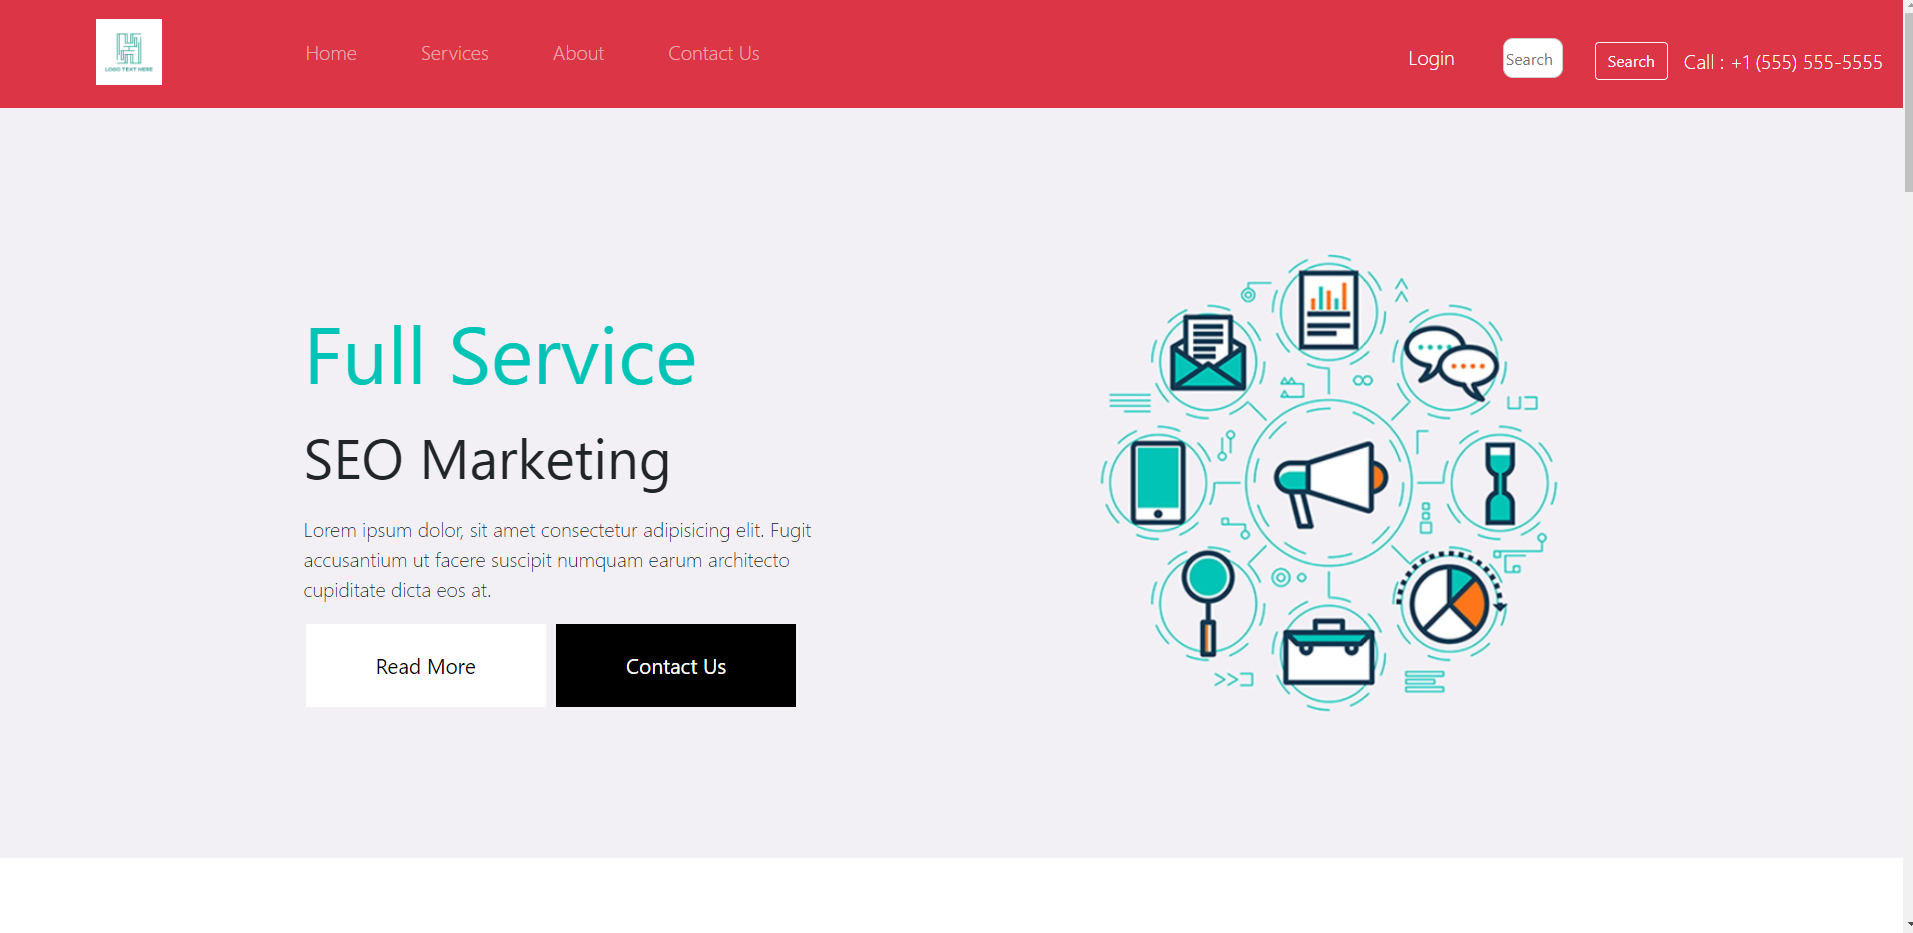 LOGO TEXT HERE
Home
Services
About
Contact Us
Login
Search
Search
Call : +1 (555) 555-5555
Full Service
SEO Marketing
Lorem ipsum dolor, sit amet consectetur adipisicing elit. Fugit
accusantium ut facere suscipit numquam earum architecto
cupiditate dicta eos at.
Read More
Contact Us